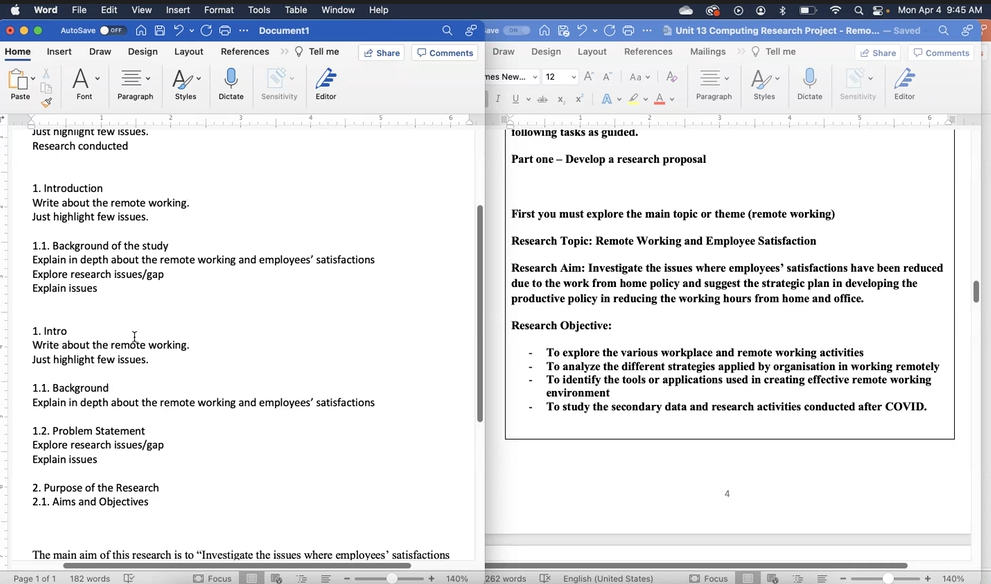 Word File Edit View Insert Format Tools Table Window Help Mon Apr 4 9:45 AM
AutoSave OFF Document1
Home Insert Draw Design Layout References Tell me Share Comments
Paste Font Paragraph Styles Dictate Sensitivity Editor
Just highlight few issues.
Research conducted
1. Introduction
Write about the remote working.
Just highlight few issues.
1.1. Background of the study
Explain in depth about the remote working and employees’ satisfactions
Explore research issues/gap
Explain issues
1. Intro
Write about the remote working.
Just highlight few issues.
1.1. Background
Explain in depth about the remote working and employees’ satisfactions
1.2. Problem Statement
Explore research issues/gap
Explain issues
2. Purpose of the Research
2.1. Aims and Objectives
The main aim of this research is to “Investigate the issues where employees’ satisfactions
Page 1 of 1 182 words Focus 140%
Save ON Unit 13 Computing Research Project - Remo... — Saved
Draw Design Layout References Mailings Tell me Share Comments
mes New... 12
Paragraph Styles Dictate Sensitivity Editor
following tasks as guided.
Part one – Develop a research proposal
First you must explore the main topic or theme (remote working)
Research Topic: Remote Working and Employee Satisfaction
Research Aim: Investigate the issues where employees’ satisfactions have been reduced
due to the work from home policy and suggest the strategic plan in developing the
productive policy in reducing the working hours from home and office.
Research Objective:
- To explore the various workplace and remote working activities
- To analyze the different strategies applied by organisation in working remotely
- To identify the tools or applications used in creating effective remote working
environment
- To study the secondary data and research activities conducted after COVID.
4
262 words English (United States) Focus 140%